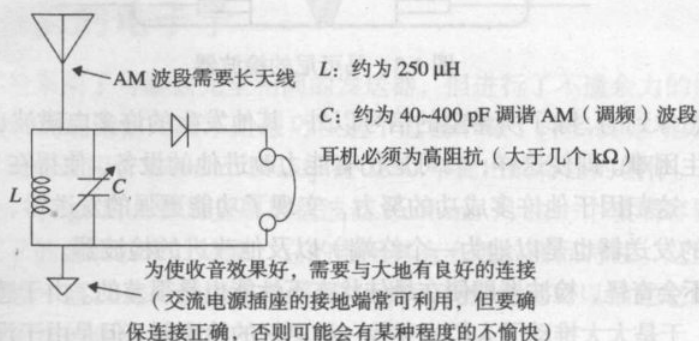 AM 波段需要长天线
L: 约为 250 μH
C: 约为 40~400 pF 调谐 AM（调频）波段
耳机必须为高阻抗（大于几个 kΩ）
L
C
为使收音效果好，需要与大地有良好的连接
（交流电源插座的接地端常可利用，但要确
保连接正确，否则可能会有某种程度的不愉快